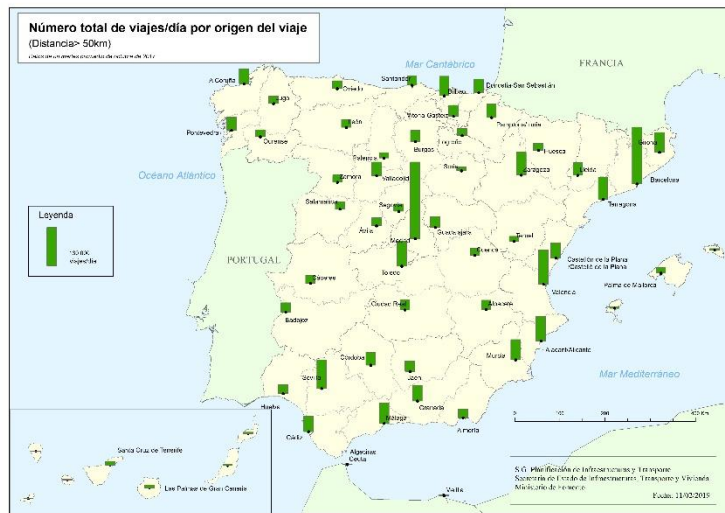 Número total de viajes/día por origen del viaje
(Distancia> 50km)
Mar Cantábrico
FRANCIA
A Coruña
Lugo
Oviedo
Santander
Bilbao
Donostia-San Sebastián
Pontevedra
Ourense
León
Vitoria-Gasteiz
Pamplona/Iruña
Burgos
Logroño
Huesca
Girona
Palencia
Océano Atlántico
Zamora
Valladolid
Soria
Zaragoza
Lleida
Barcelona
Leyenda
Salamanca
Segovia
Tarragona
viajes/día
Ávila
Madrid
Guadalajara
Teruel
PORTUGAL
Toledo
Cuenca
Castellón de la Plana
/Castelló de la Plana
Cáceres
Valencia
Palma de Mallorca
Badajoz
Ciudad Real
Albacete
Alacant/Alicante
Córdoba
Murcia
Sevilla
Jaén
Mar Mediterráneo
Huelva
Granada
Cádiz
Málaga
Almería
Santa Cruz de Tenerife
Las Palmas de Gran Canaria
Algeciras
Ceuta
Melilla
S.G. Planificación de Infraestructuras y Transporte
Secretaría de Estado de Infraestructuras, Transporte y Vivienda
Ministerio de Fomento
Fecha: 11/02/2019